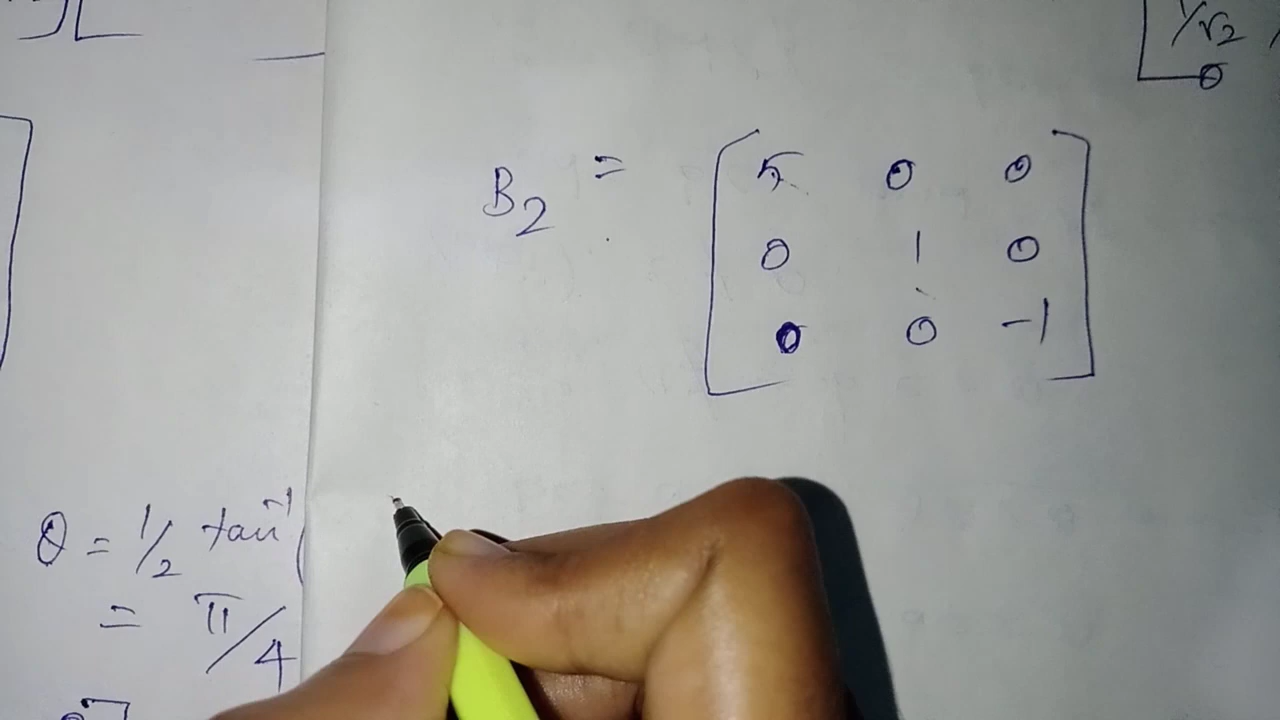 1/√2
0
B₂ = [ 5 0 0
0 1 0
0 0 -1 ]
θ = 1/2 tan⁻¹ (
= π/4